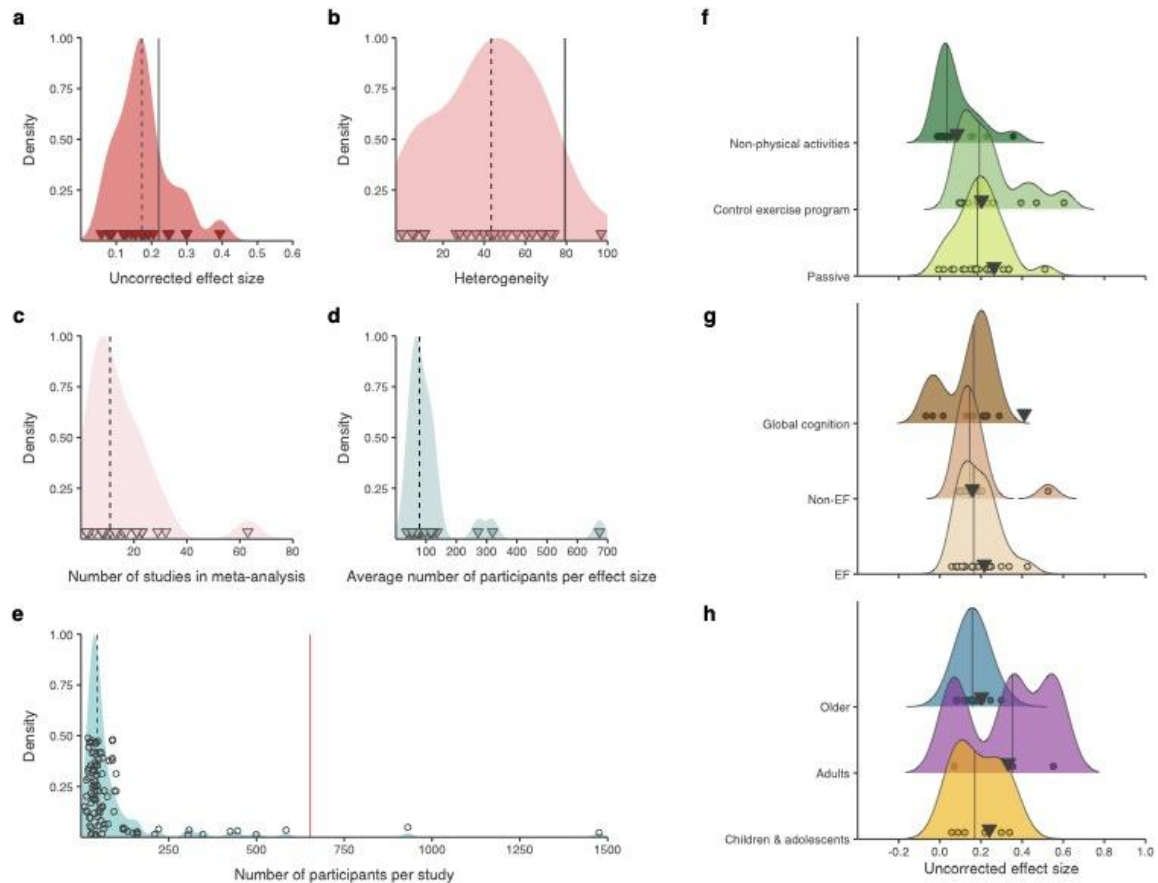 a
1.00
0.75
0.50
0.25
Density
0.1 0.2 0.3 0.4 0.5 0.6
Uncorrected effect size
b
1.00
0.75
0.50
0.25
Density
20 40 60 80 100
Heterogeneity
c
1.00
0.75
0.50
0.25
Density
20 40 60 80
Number of studies in meta-analysis
d
1.00
0.75
0.50
0.25
Density
100 200 300 400 500 600 700
Average number of participants per effect size
e
1.00
0.75
0.50
0.25
Density
250 500 750 1000 1250 1500
Number of participants per study
f
Non-physical activities
Control exercise program
Passive
g
Global cognition
Non-EF
EF
h
Older
Adults
Children & adolescents
-0.2 0.0 0.2 0.4 0.6 0.8 1.0
Uncorrected effect size